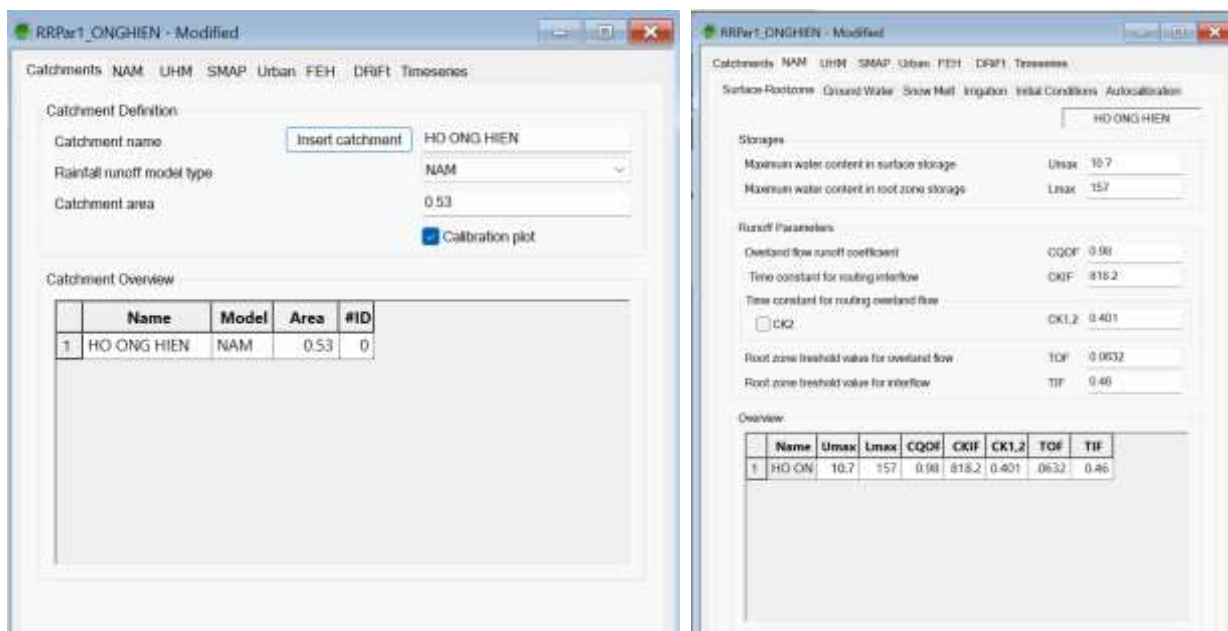 RRPar1_ONGHIEN - Modified
Catchments NAM UHM SMAP Urban FEH DRiFt Timeseries
Catchment Definition
Catchment name Insert catchment HO ONG HIEN
Rainfall runoff model type NAM
Catchment area 0.53
Calibration plot
Catchment Overview
Name Model Area #ID
1 HO ONG HIEN NAM 0.53 0
RRPar1_ONGHIEN - Modified
Catchments NAM UHM SMAP Urban FEH DRiFt Timeseries
Surface-Rootzone Ground Water Snow Melt Irrigation Initial Conditions Autocalibration
HO ONG HIEN
Storages
Maximum water content in surface storage Umax 10.7
Maximum water content in root zone storage Lmax 157
Runoff Parameters
Overland flow runoff coefficient CQOF 0.98
Time constant for routing interflow CKIF 818.2
Time constant for routing overland flow
CK2 CK1,2 0.401
Root zone treshold value for overland flow TOF 0.0632
Root zone treshold value for interflow TIF 0.46
Overview
Name Umax Lmax CQOF CKIF CK1,2 TOF TIF
1 HO ON 10.7 157 0.98 818.2 0.401 .0632 0.46